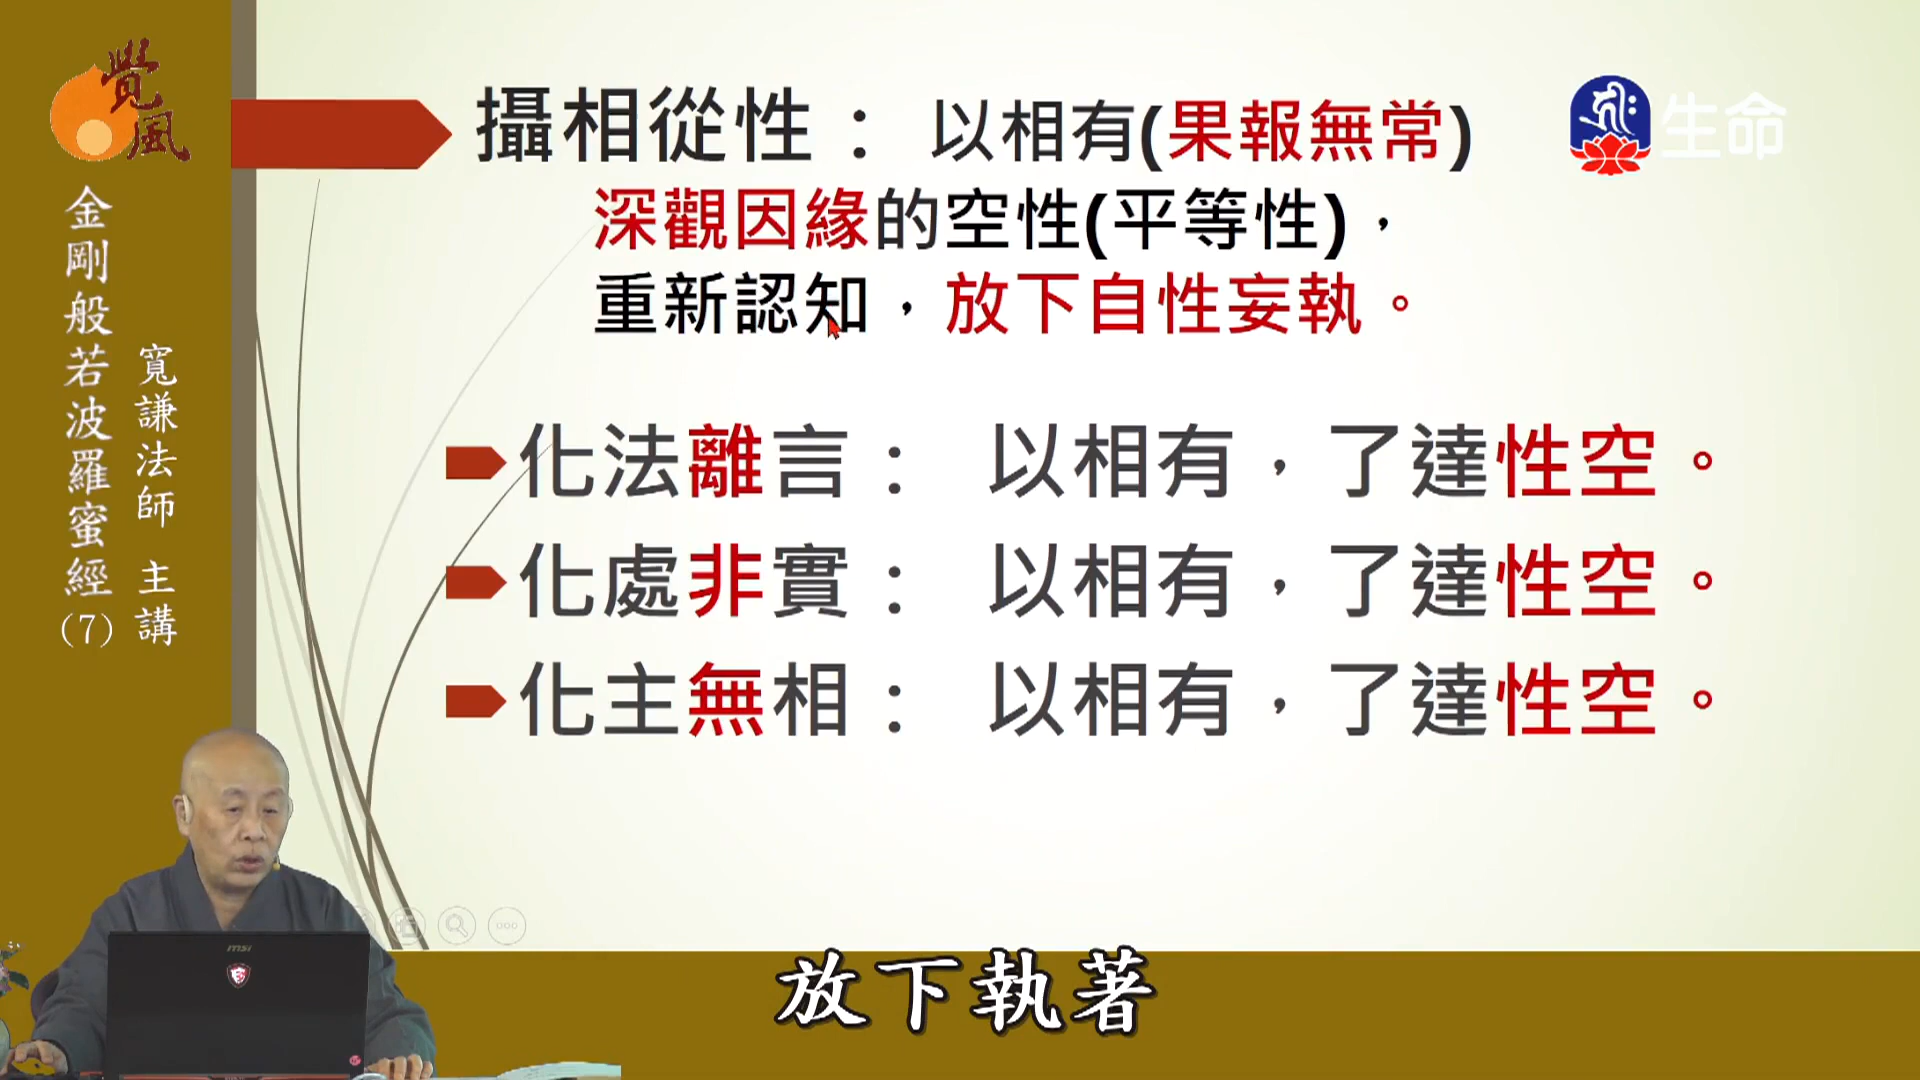 覺風
金剛般若波羅蜜經(7)
寬謙法師 主講
攝相從性：以相有(果報無常)
深觀因緣的空性(平等性)，
重新認知，放下自性妄執。
生命
化法離言：以相有，了達性空。
化處非實：以相有，了達性空。
化主無相：以相有，了達性空。
msi
放下執著